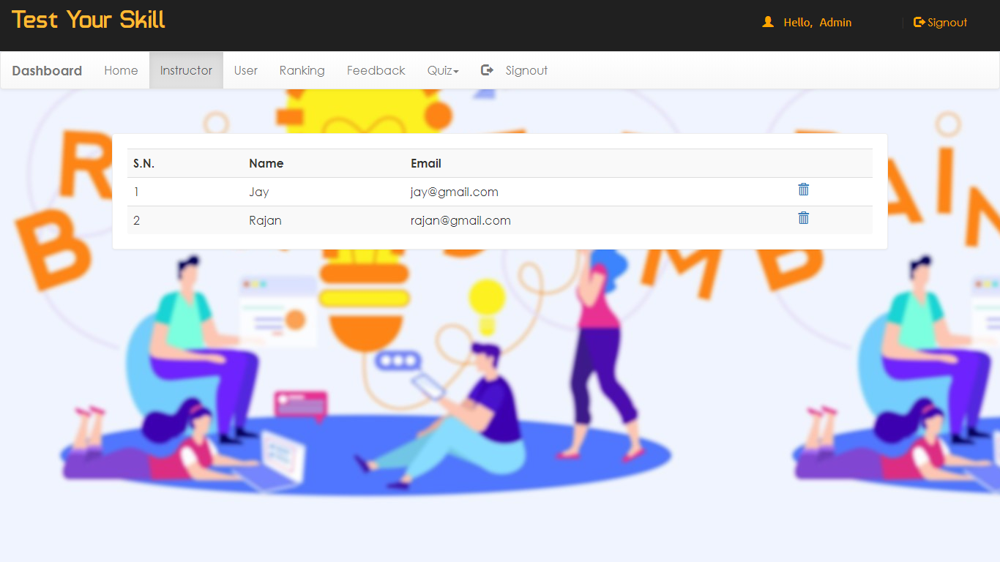 Test Your Skill
Hello, Admin | Signout
Dashboard Home Instructor User Ranking Feedback Quiz Signout
S.N. Name Email
1 Jay jay@gmail.com
2 Rajan rajan@gmail.com